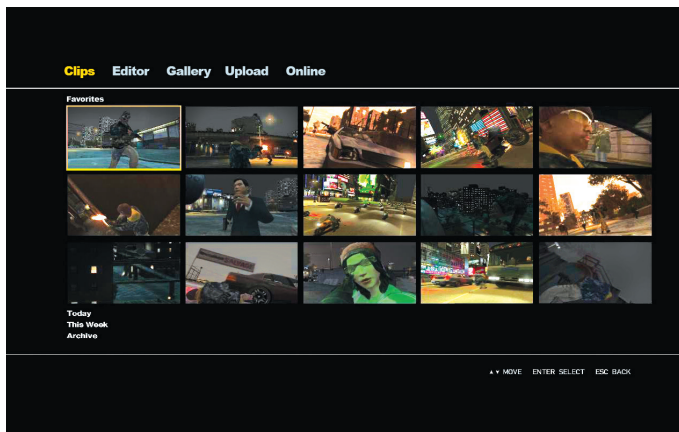 Clips Editor Gallery Upload Online
Favorites
Today
This Week
Archive
▲▼ MOVE ENTER SELECT ESC BACK